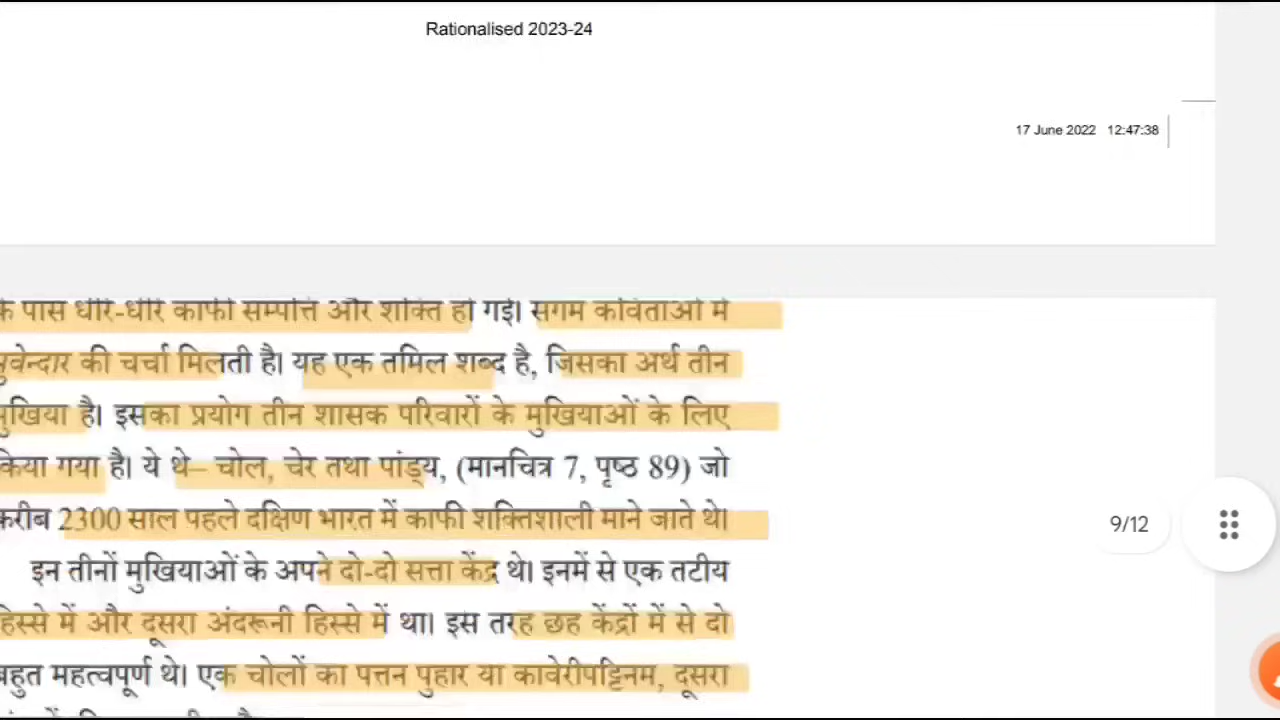 Rationalised 2023-24
17 June 2022 12:47:38
के पास धीरे-धीरे काफी सम्पत्ति और शक्ति हो गई। संगम कविताओं में
मुवेन्दार की चर्चा मिलती है। यह एक तमिल शब्द है, जिसका अर्थ तीन
मुखिया है। इसका प्रयोग तीन शासक परिवारों के मुखियाओं के लिए
किया गया है। ये थे– चोल, चेर तथा पांड्य, (मानचित्र 7, पृष्ठ 89) जो
करीब 2300 साल पहले दक्षिण भारत में काफी शक्तिशाली माने जाते थे।
9/12
इन तीनों मुखियाओं के अपने दो-दो सत्ता केंद्र थे। इनमें से एक तटीय
हिस्से में और दूसरा अंदरूनी हिस्से में था। इस तरह छह केंद्रों में से दो
बहुत महत्वपूर्ण थे। एक चोलों का पत्तन पुहार या कावेरीपट्टिनम, दूसरा